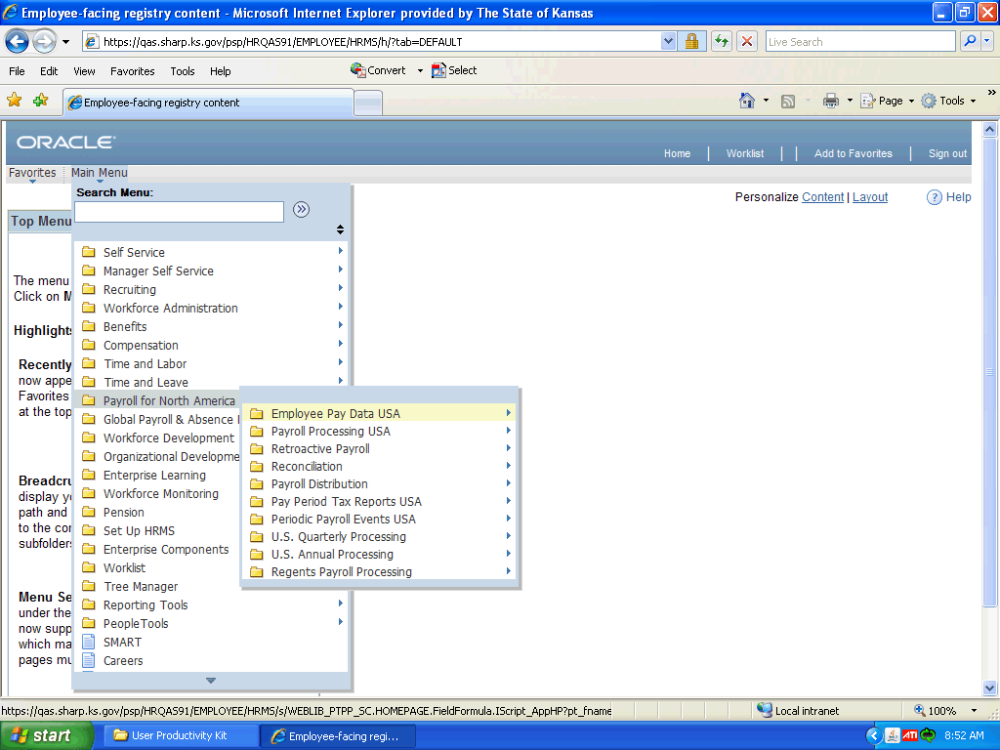 Employee-facing registry content - Microsoft Internet Explorer provided by The State of Kansas
https://qas.sharp.ks.gov/psp/HRQAS91/EMPLOYEE/HRMS/h/?tab=DEFAULT
Live Search
File Edit View Favorites Tools Help
Convert Select
Employee-facing registry content
Page Tools
ORACLE
Home Worklist Add to Favorites Sign out
Favorites Main Menu
Personalize Content | Layout
Help
Search Menu:
Top Menu
Self Service
Manager Self Service
Recruiting
Workforce Administration
Benefits
Compensation
Time and Labor
Time and Leave
Payroll for North America
Global Payroll & Absence
Workforce Development
Organizational Developme
Enterprise Learning
Workforce Monitoring
Pension
Set Up HRMS
Enterprise Components
Worklist
Tree Manager
Reporting Tools
PeopleTools
SMART
Careers
Employee Pay Data USA
Payroll Processing USA
Retroactive Payroll
Reconciliation
Payroll Distribution
Pay Period Tax Reports USA
Periodic Payroll Events USA
U.S. Quarterly Processing
U.S. Annual Processing
Regents Payroll Processing
The menu
Click on M
Highlights
Recently
now appe
Favorites
at the top
Breadcru
display yo
path and
to the con
subfolders
Menu Se
under the
now supp
which ma
pages mu
https://qas.sharp.ks.gov/psp/HRQAS91/EMPLOYEE/HRMS/s/WEBLIB_PTPP_SC.HOMEPAGE.FieldFormula.IScript_AppHP?pt_fname
Local intranet
100%
start
User Productivity Kit
Employee-facing regi...
8:52 AM